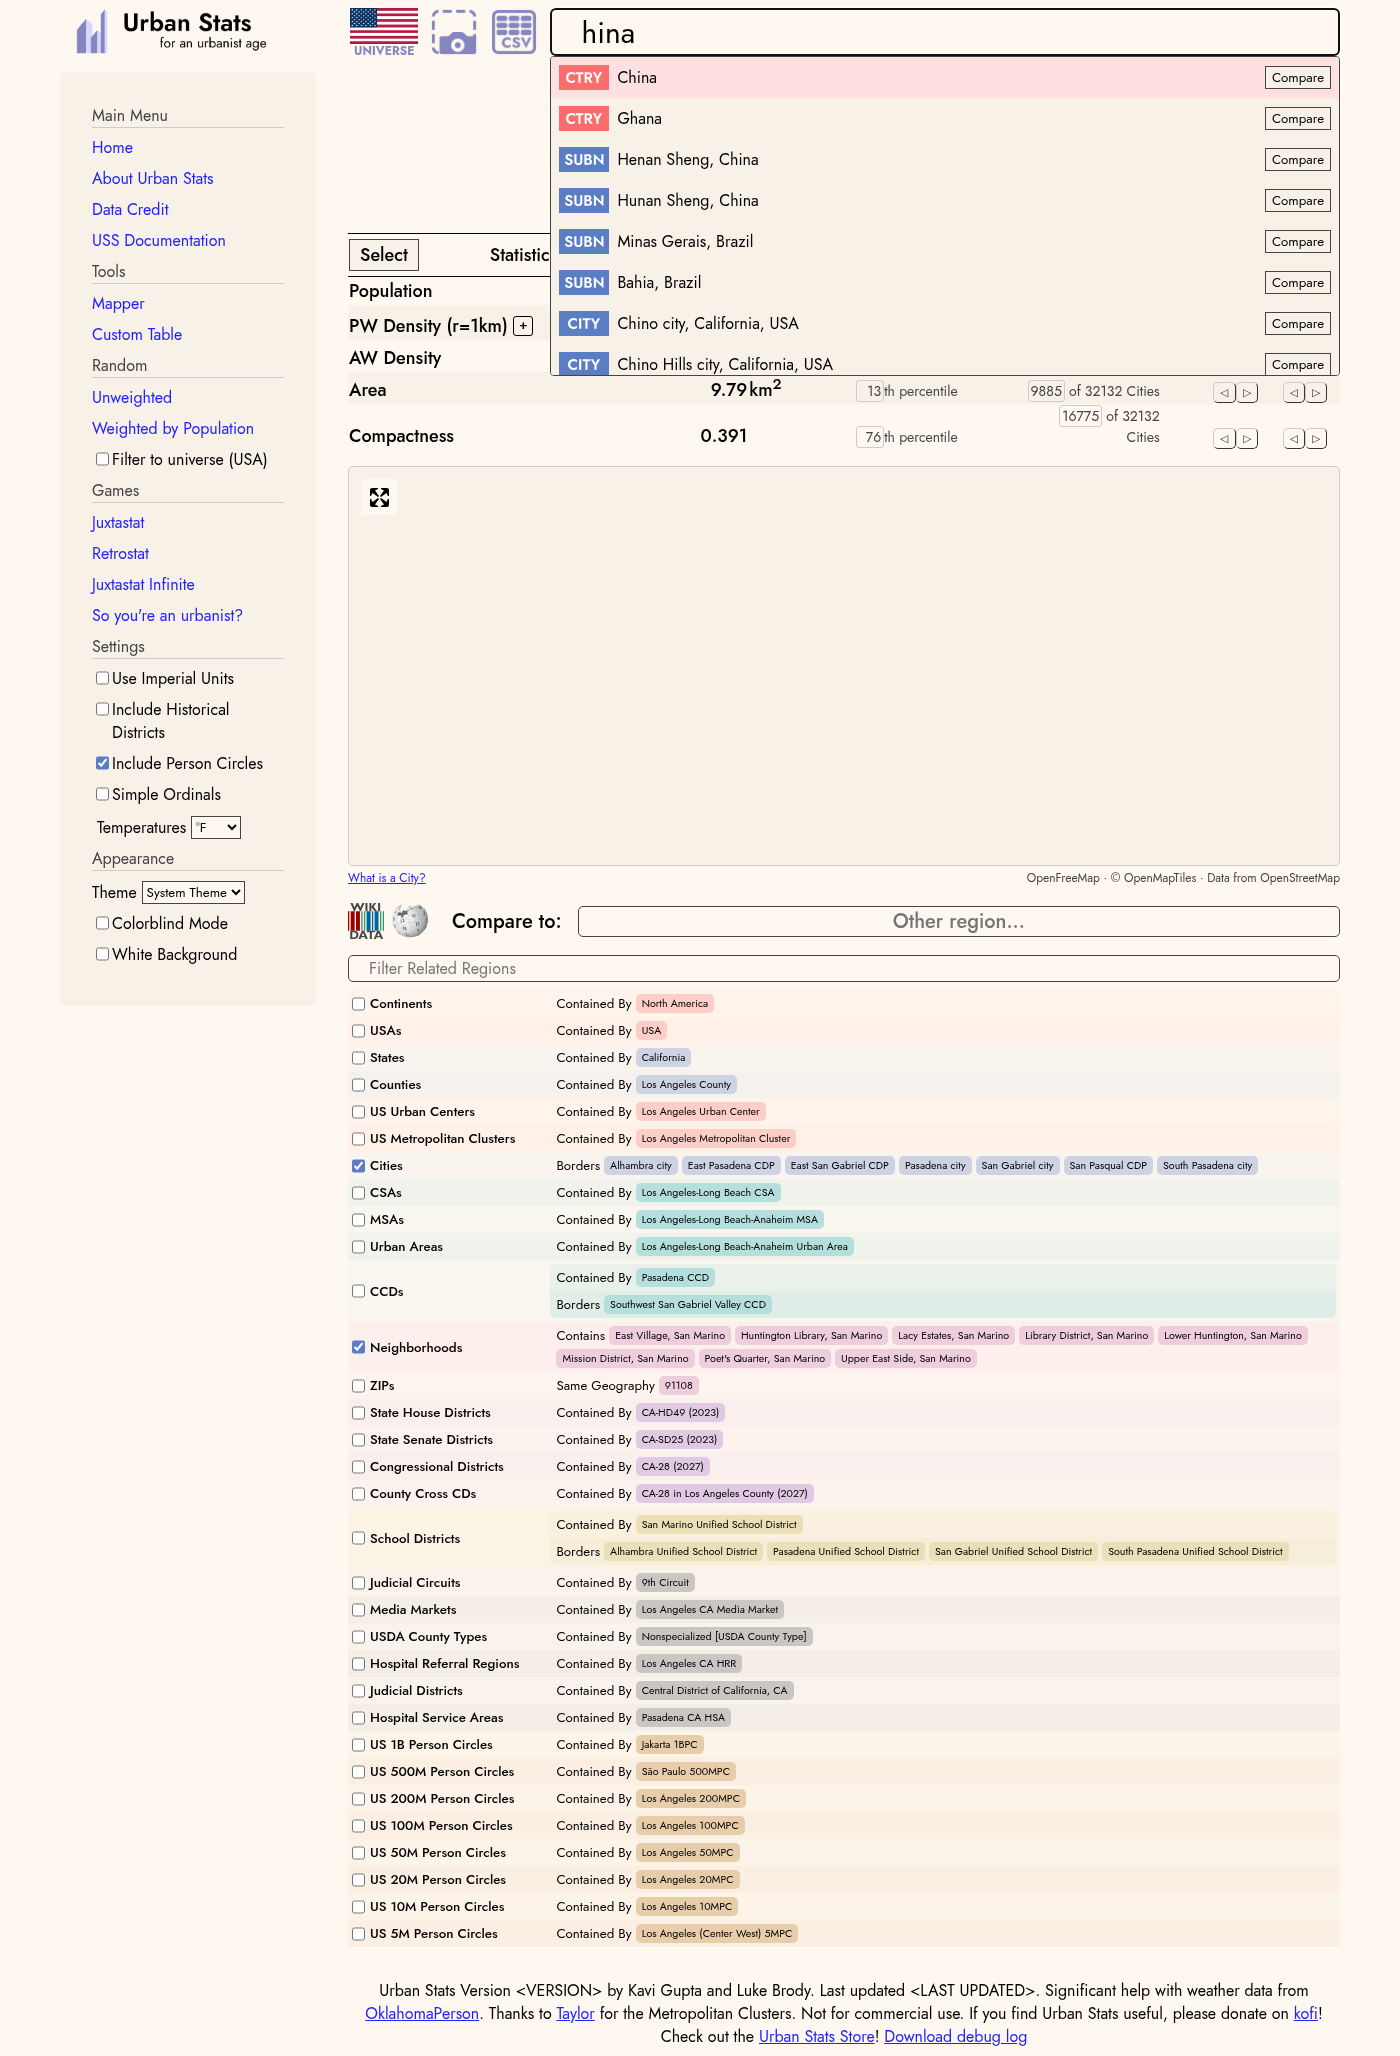 Urban Stats
for an urbanist age
UNIVERSE
CSV
hina
CTRY China Compare
CTRY Ghana Compare
SUBN Henan Sheng, China Compare
SUBN Hunan Sheng, China Compare
SUBN Minas Gerais, Brazil Compare
SUBN Bahia, Brazil Compare
CITY Chino city, California, USA Compare
CITY Chino Hills city, California, USA Compare
Main Menu
Home
About Urban Stats
Data Credit
USS Documentation
Tools
Mapper
Custom Table
Random
Unweighted
Weighted by Population
Filter to universe (USA)
Games
Juxtastat
Retrostat
Juxtastat Infinite
So you're an urbanist?
Settings
Use Imperial Units
Include Historical
Districts
Include Person Circles
Simple Ordinals
Temperatures °F
Appearance
Theme System Theme
Colorblind Mode
White Background
Select Statistic
Population
PW Density (r=1km) +
AW Density
Area 9.79 km2 13th percentile 9885 of 32132 Cities ◁ ▷ ◁ ▷
Compactness 0.391 76th percentile 16775 of 32132 Cities ◁ ▷ ◁ ▷
What is a City? OpenFreeMap · © OpenMapTiles · Data from OpenStreetMap
WIKI
DATA
Compare to: Other region...
Filter Related Regions
Continents Contained By North America
USAs Contained By USA
States Contained By California
Counties Contained By Los Angeles County
US Urban Centers Contained By Los Angeles Urban Center
US Metropolitan Clusters Contained By Los Angeles Metropolitan Cluster
Cities Borders Alhambra city East Pasadena CDP East San Gabriel CDP Pasadena city San Gabriel city San Pasqual CDP South Pasadena city
CSAs Contained By Los Angeles-Long Beach CSA
MSAs Contained By Los Angeles-Long Beach-Anaheim MSA
Urban Areas Contained By Los Angeles-Long Beach-Anaheim Urban Area
CCDs Contained By Pasadena CCD
Borders Southwest San Gabriel Valley CCD
Neighborhoods Contains East Village, San Marino Huntington Library, San Marino Lacy Estates, San Marino Library District, San Marino Lower Huntington, San Marino
Mission District, San Marino Poet's Quarter, San Marino Upper East Side, San Marino
ZIPs Same Geography 91108
State House Districts Contained By CA-HD49 (2023)
State Senate Districts Contained By CA-SD25 (2023)
Congressional Districts Contained By CA-28 (2027)
County Cross CDs Contained By CA-28 in Los Angeles County (2027)
School Districts Contained By San Marino Unified School District
Borders Alhambra Unified School District Pasadena Unified School District San Gabriel Unified School District South Pasadena Unified School District
Judicial Circuits Contained By 9th Circuit
Media Markets Contained By Los Angeles CA Media Market
USDA County Types Contained By Nonspecialized [USDA County Type]
Hospital Referral Regions Contained By Los Angeles CA HRR
Judicial Districts Contained By Central District of California, CA
Hospital Service Areas Contained By Pasadena CA HSA
US 1B Person Circles Contained By Jakarta 1BPC
US 500M Person Circles Contained By São Paulo 500MPC
US 200M Person Circles Contained By Los Angeles 200MPC
US 100M Person Circles Contained By Los Angeles 100MPC
US 50M Person Circles Contained By Los Angeles 50MPC
US 20M Person Circles Contained By Los Angeles 20MPC
US 10M Person Circles Contained By Los Angeles 10MPC
US 5M Person Circles Contained By Los Angeles (Center West) 5MPC
Urban Stats Version <VERSION> by Kavi Gupta and Luke Brody. Last updated <LAST UPDATED>. Significant help with weather data from
OklahomaPerson. Thanks to Taylor for the Metropolitan Clusters. Not for commercial use. If you find Urban Stats useful, please donate on kofi!
Check out the Urban Stats Store! Download debug log